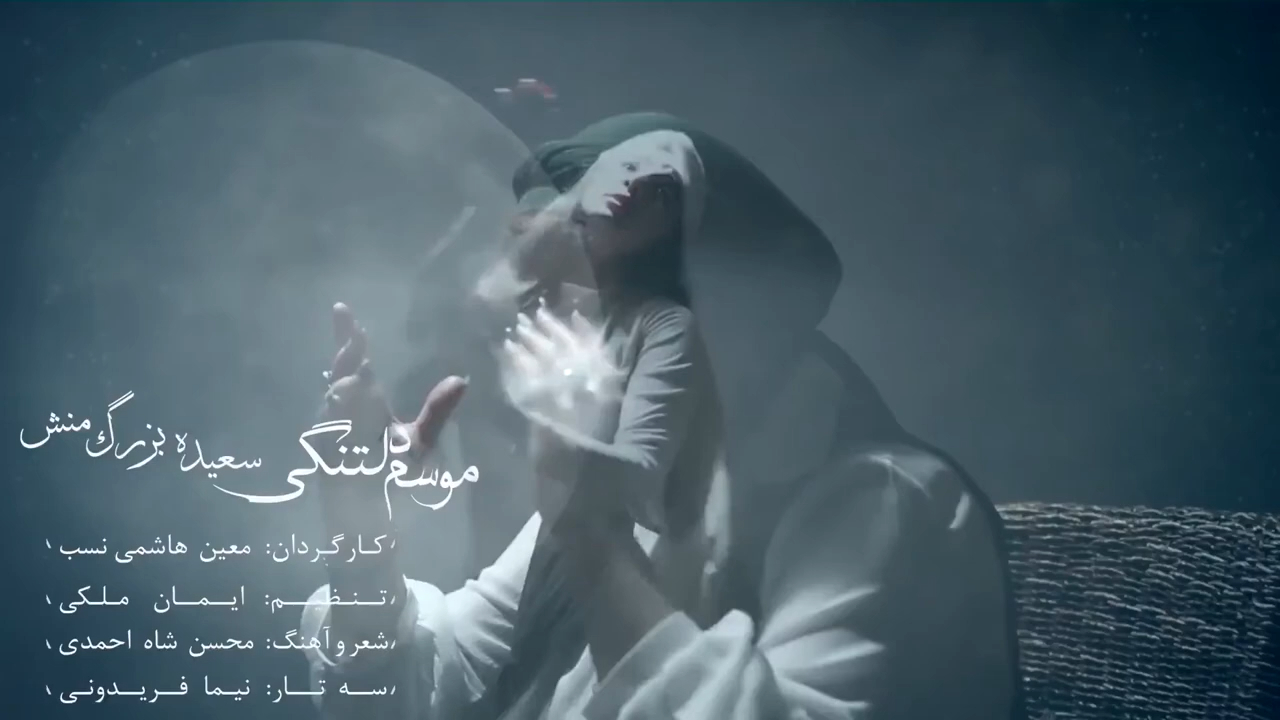 موسم دلتنگی سعیده بزرگ منش
کارگردان: معین هاشمی نسب
تنظیم: ایمان ملکی
شعر و آهنگ: محسن شاه احمدی
سه تار: نیما فریدونی